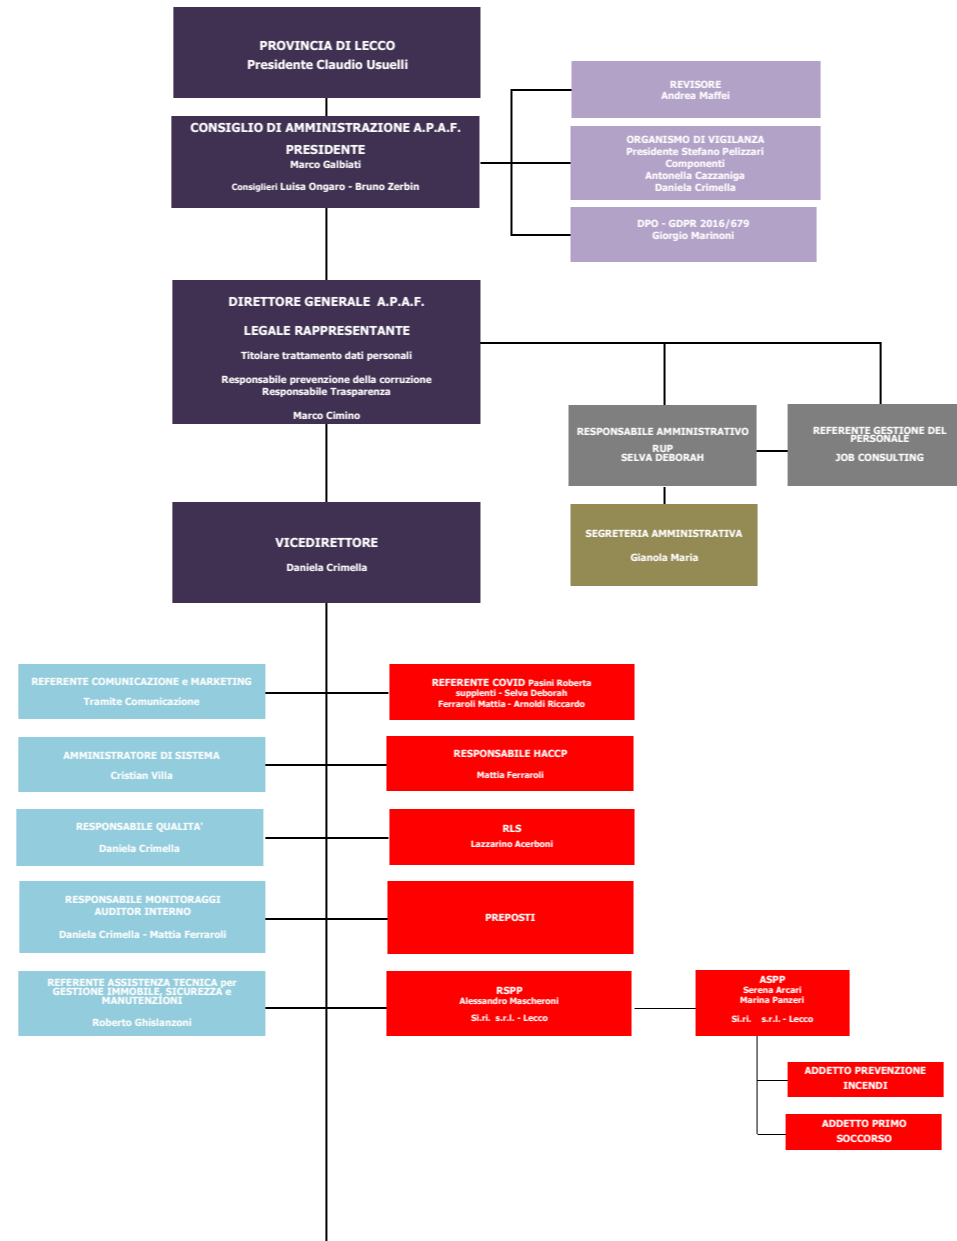 PROVINCIA DI LECCO
Presidente Claudio Usuelli
CONSIGLIO DI AMMINISTRAZIONE A.P.A.F.
PRESIDENTE
Marco Galbiati
Consiglieri Luisa Ongaro - Bruno Zerbin
REVISORE
Andrea Maffei
ORGANISMO DI VIGILANZA
Presidente Stefano Pelizzari
Componenti
Antonella Cazzaniga
Daniela Crimella
DPO - GDPR 2016/679
Giorgio Marinoni
DIRETTORE GENERALE A.P.A.F.
LEGALE RAPPRESENTANTE
Titolare trattamento dati personali
Responsabile prevenzione della corruzione
Responsabile Trasparenza
Marco Cimino
RESPONSABILE AMMINISTRATIVO
RUP
SELVA DEBORAH
REFERENTE GESTIONE DEL
PERSONALE
JOB CONSULTING
SEGRETERIA AMMINISTRATIVA
Gianola Maria
VICEDIRETTORE
Daniela Crimella
REFERENTE COMUNICAZIONE e MARKETING
Tramite Comunicazione
REFERENTE COVID Pasini Roberta
supplenti - Selva Deborah
Ferraroli Mattia - Arnoldi Riccardo
AMMINISTRATORE DI SISTEMA
Cristian Villa
RESPONSABILE HACCP
Mattia Ferraroli
RESPONSABILE QUALITA'
Daniela Crimella
RLS
Lazzarino Acerboni
RESPONSABILE MONITORAGGI
AUDITOR INTERNO
Daniela Crimella - Mattia Ferraroli
PREPOSTI
REFERENTE ASSISTENZA TECNICA per
GESTIONE IMMOBILE, SICUREZZA e
MANUTENZIONI
Roberto Ghislanzoni
RSPP
Alessandro Mascheroni
Si.ri. s.r.l. - Lecco
ASPP
Serena Arcari
Marina Panzeri
Si.ri. s.r.l. - Lecco
ADDETTO PREVENZIONE
INCENDI
ADDETTO PRIMO
SOCCORSO